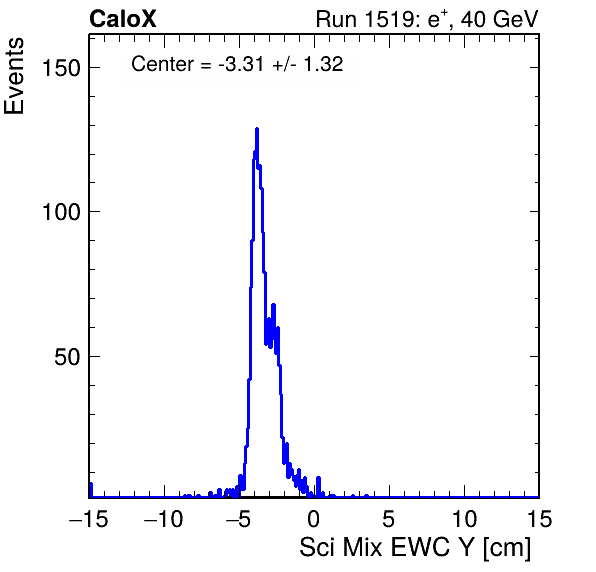 CaloX Run 1519: e⁺, 40 GeV
Center = -3.31 +/- 1.32
Events
150
100
50
−15 −10 −5 0 5 10 15
Sci Mix EWC Y [cm]